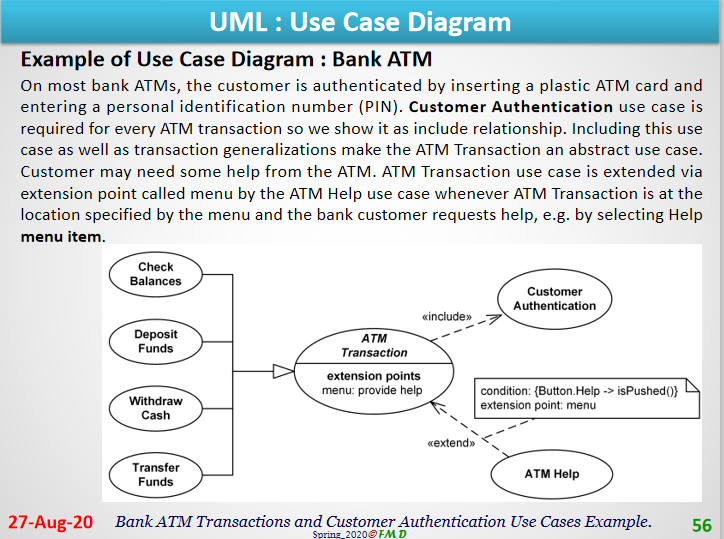 UML : Use Case Diagram
Example of Use Case Diagram : Bank ATM
On most bank ATMs, the customer is authenticated by inserting a plastic ATM card and
entering a personal identification number (PIN). Customer Authentication use case is
required for every ATM transaction so we show it as include relationship. Including this use
case as well as transaction generalizations make the ATM Transaction an abstract use case.
Customer may need some help from the ATM. ATM Transaction use case is extended via
extension point called menu by the ATM Help use case whenever ATM Transaction is at the
location specified by the menu and the bank customer requests help, e.g. by selecting Help
menu item.
Check
Balances
Deposit
Funds
Withdraw
Cash
Transfer
Funds
ATM
Transaction
extension points
menu: provide help
«include»
Customer
Authentication
condition: {Button.Help -> isPushed()}
extension point: menu
«extend»
ATM Help
27-Aug-20
Bank ATM Transactions and Customer Authentication Use Cases Example.
Spring_2020©FMD
56